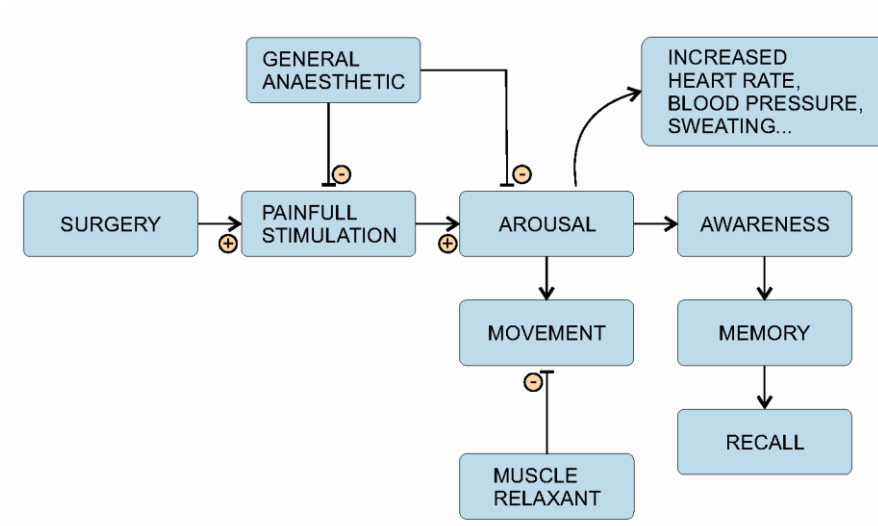 GENERAL
ANAESTHETIC
INCREASED
HEART RATE,
BLOOD PRESSURE,
SWEATING...
-
-
SURGERY
+
PAINFULL
STIMULATION
+
AROUSAL
AWARENESS
MOVEMENT
MEMORY
-
RECALL
MUSCLE
RELAXANT